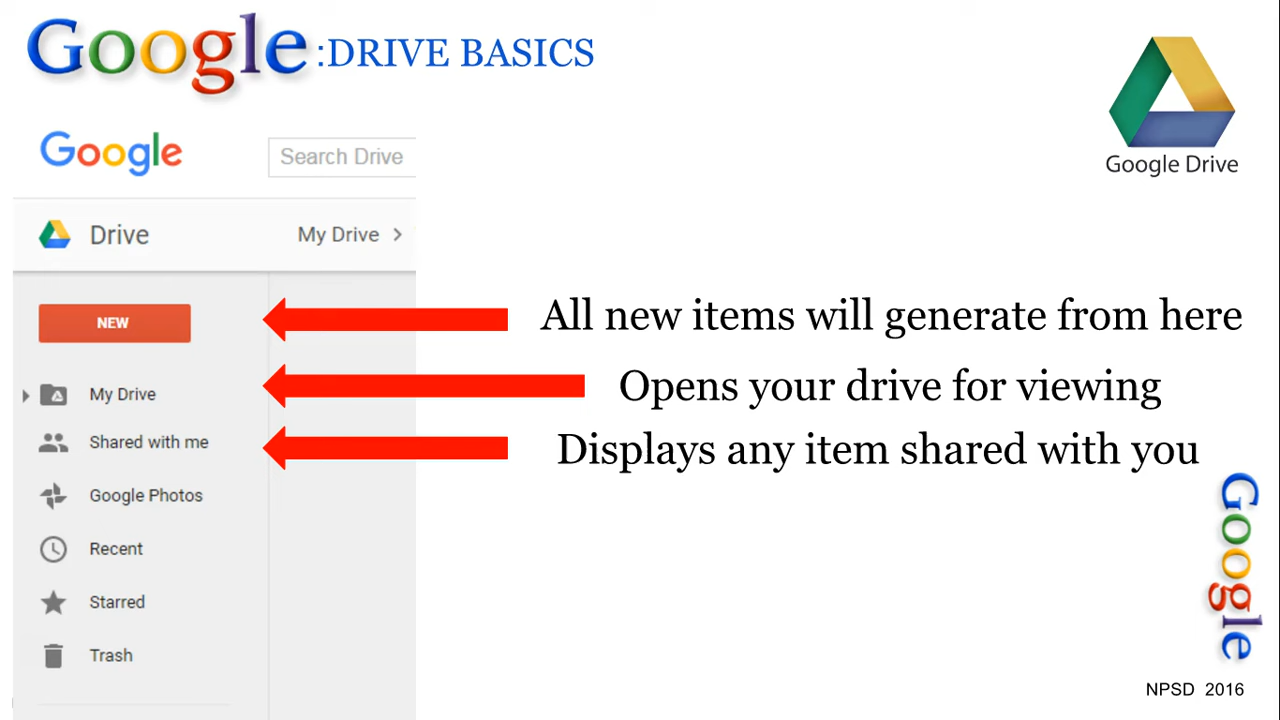 Google :DRIVE BASICS
Google Drive
Google
Search Drive
Drive
My Drive >
NEW
All new items will generate from here
My Drive
Opens your drive for viewing
Shared with me
Displays any item shared with you
Google Photos
Recent
Starred
Trash
Google
NPSD 2016